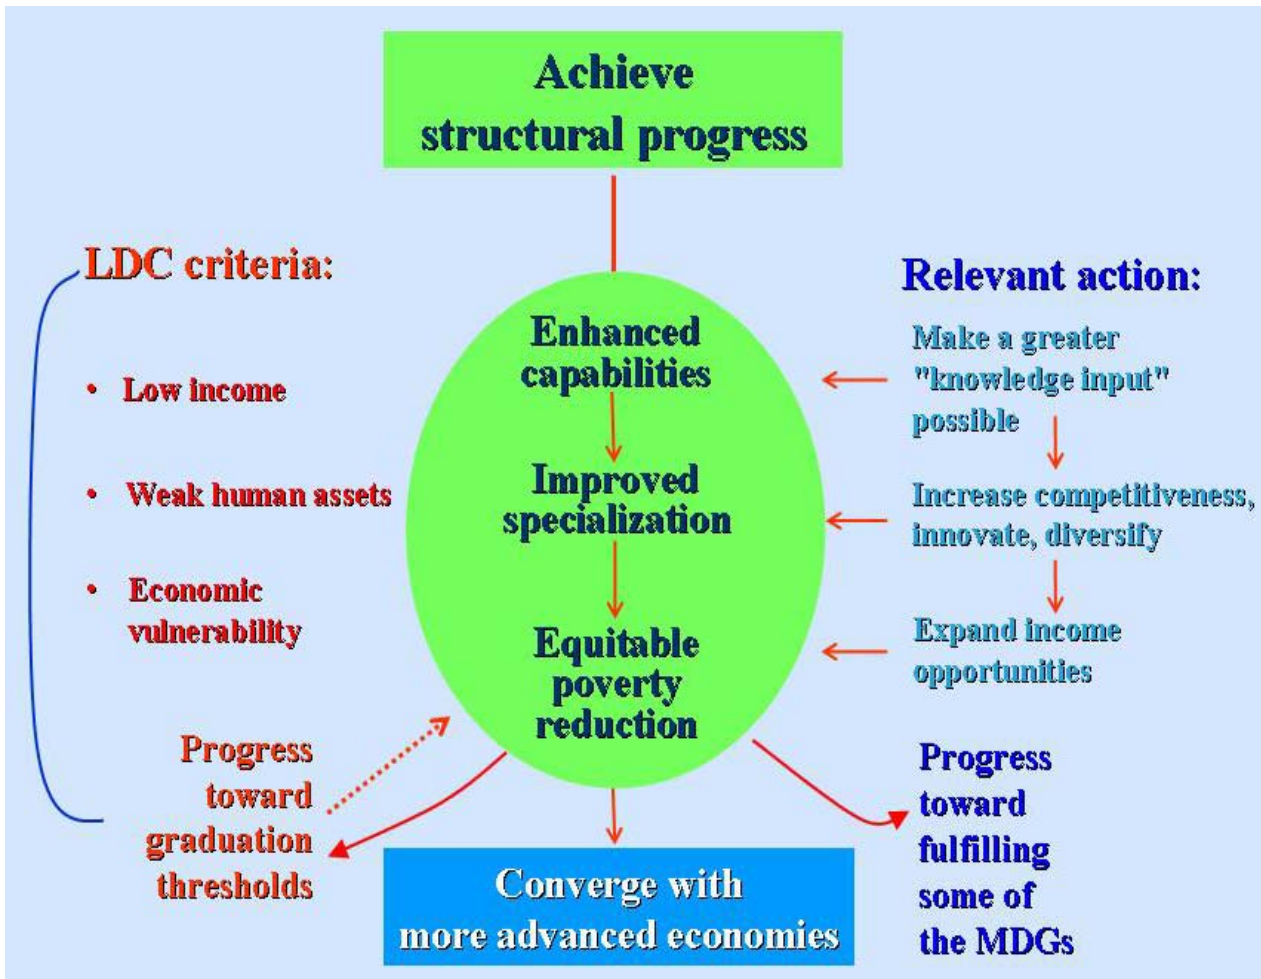 Achieve
structural progress
LDC criteria:
• Low income
• Weak human assets
• Economic
vulnerability
Progress
toward
graduation
thresholds
Enhanced
capabilities
Improved
specialization
Equitable
poverty
reduction
Relevant action:
Make a greater
"knowledge input"
possible
Increase competitiveness,
innovate, diversify
Expand income
opportunities
Progress
toward
fulfilling
some of
the MDGs
Converge with
more advanced economies